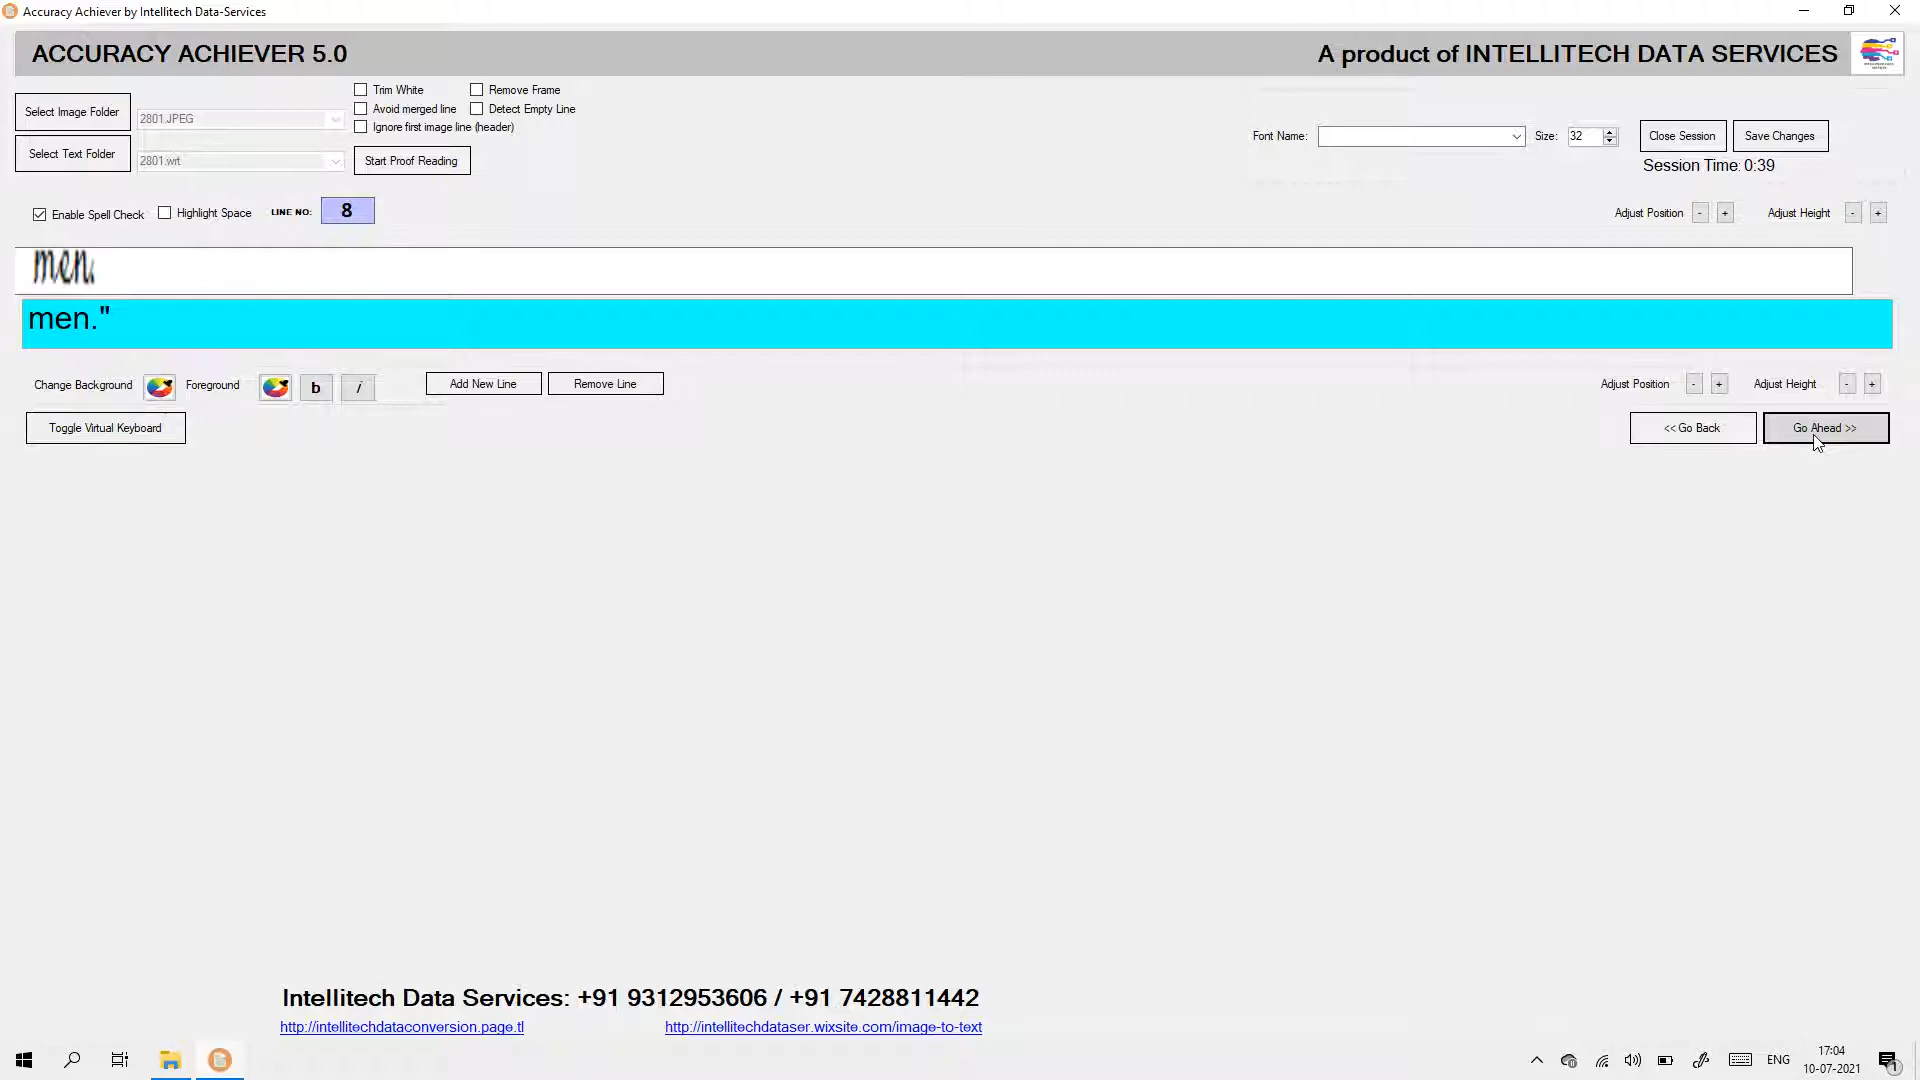 Accuracy Achiever by Intellitech Data-Services
ACCURACY ACHIEVER 5.0
A product of INTELLITECH DATA SERVICES
Select Image Folder
2801.JPEG
Trim White
Remove Frame
Avoid merged line
Detect Empty Line
Ignore first image line (header)
Select Text Folder
2801.wrt
Start Proof Reading
Font Name:
Size:
32
Close Session
Save Changes
Session Time: 0:39
Enable Spell Check
Highlight Space
LINE NO:
8
Adjust Position
-
+
Adjust Height
-
+
men.
men."
Change Background
Foreground
b
i
Add New Line
Remove Line
Adjust Position
-
+
Adjust Height
-
+
Toggle Virtual Keyboard
<< Go Back
Go Ahead >>
Intellitech Data Services: +91 9312953606 / +91 7428811442
http://intellitechdataconversion.page.tl
http://intellitechdataser.wixsite.com/image-to-text
ENG
17:04
10-07-2021
1